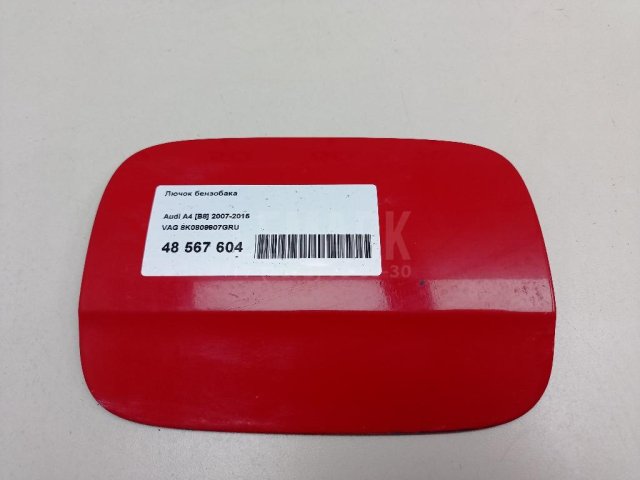 Лючок бензобака
Audi A4 [B8] 2007-2015
VAG 8K0809907GRU
48 567 604